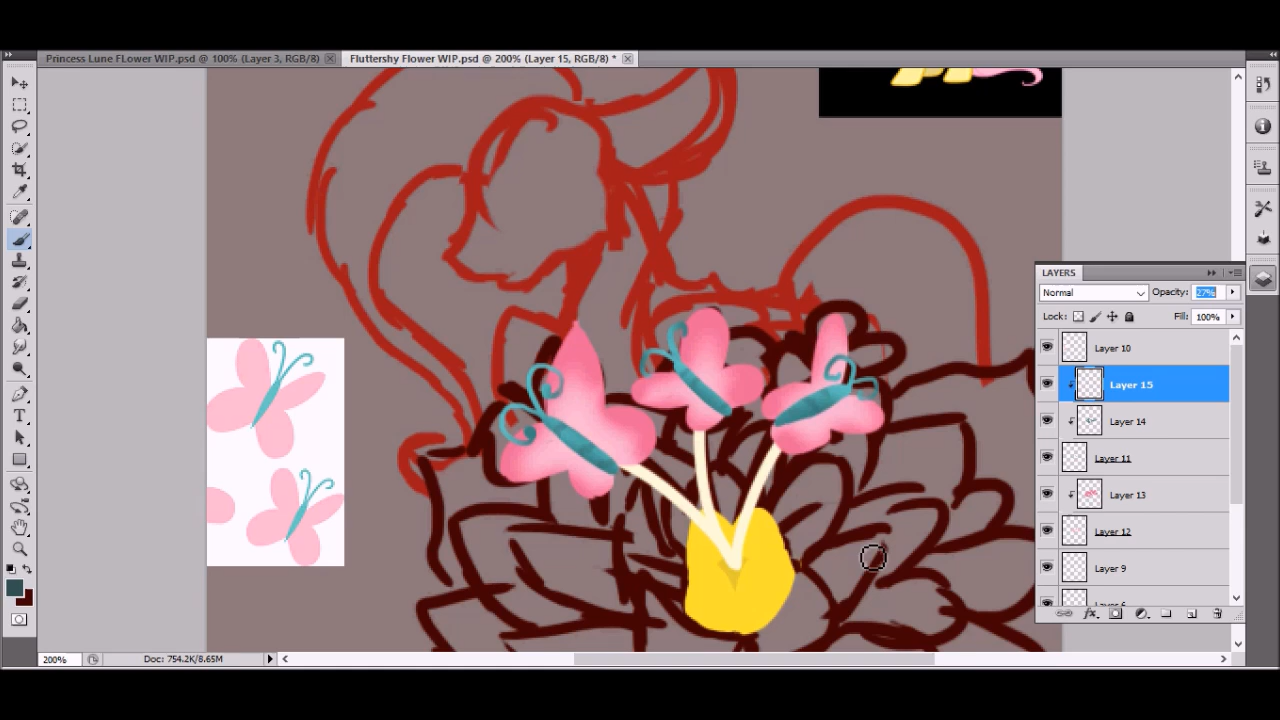 Princess Lune FLower WIP.psd @ 100% (Layer 3, RGB/8)
Fluttershy Flower WIP.psd @ 200% (Layer 15, RGB/8) *
LAYERS
Normal
Opacity: 27%
Lock:
Fill: 100%
Layer 10
Layer 15
Layer 14
Layer 11
Layer 13
Layer 12
Layer 9
200%
Doc: 754.2K/8.65M